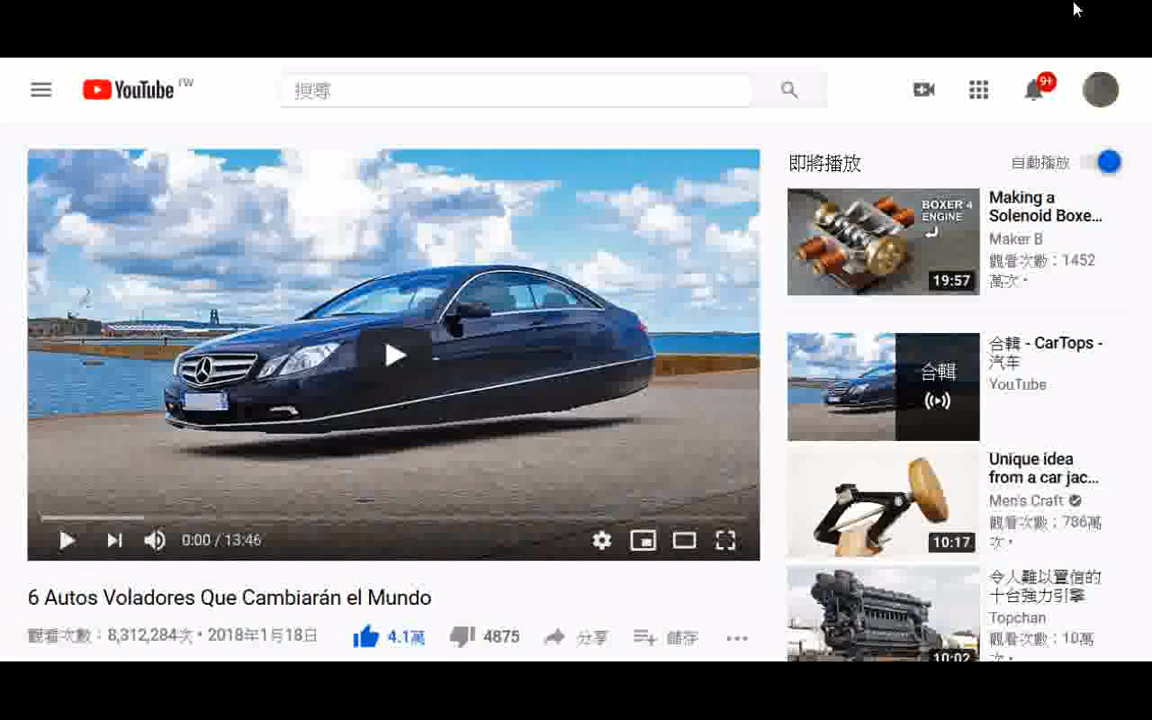 YouTube TW
搜尋
9+
即將播放
自動播放
BOXER 4
ENGINE
19:57
Making a
Solenoid Boxe...
Maker B
觀看次數：1452
萬次・
合輯
合輯 - CarTops -
汽车
YouTube
10:17
Unique idea
from a car jac...
Men's Craft
觀看次數：786萬
次・
10:02
令人難以置信的
十台強力引擎
Topchan
觀看次數：10萬
次・
0:00 / 13:46
6 Autos Voladores Que Cambiarán el Mundo
觀看次數：8,312,284次・2018年1月18日
4.1萬
4875
分享
儲存